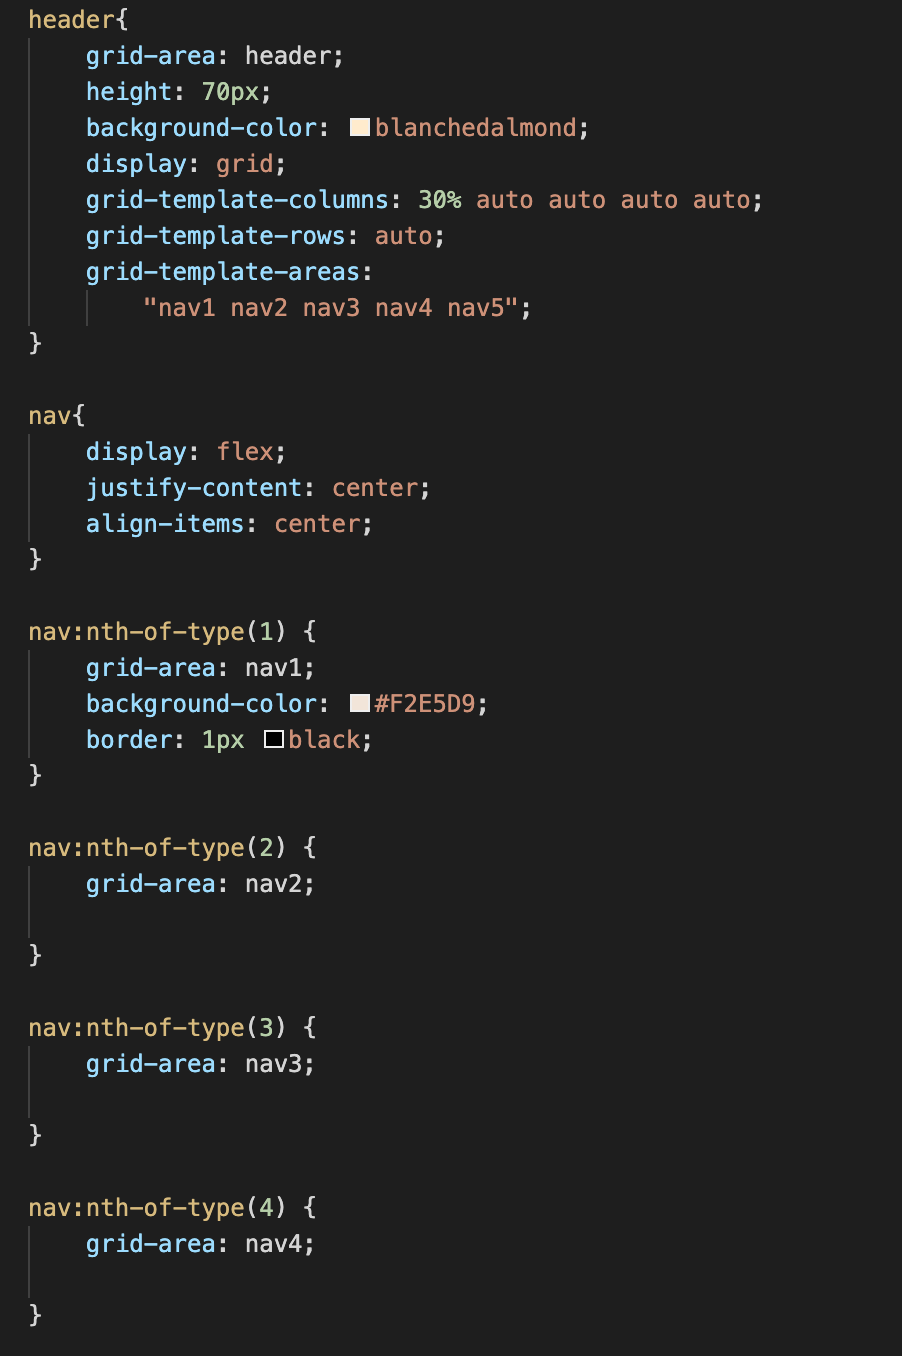 header{
grid-area: header;
height: 70px;
background-color: blanchedalmond;
display: grid;
grid-template-columns: 30% auto auto auto auto;
grid-template-rows: auto;
grid-template-areas:
"nav1 nav2 nav3 nav4 nav5";
}
nav{
display: flex;
justify-content: center;
align-items: center;
}
nav:nth-of-type(1) {
grid-area: nav1;
background-color: #F2E5D9;
border: 1px black;
}
nav:nth-of-type(2) {
grid-area: nav2;
}
nav:nth-of-type(3) {
grid-area: nav3;
}
nav:nth-of-type(4) {
grid-area: nav4;
}